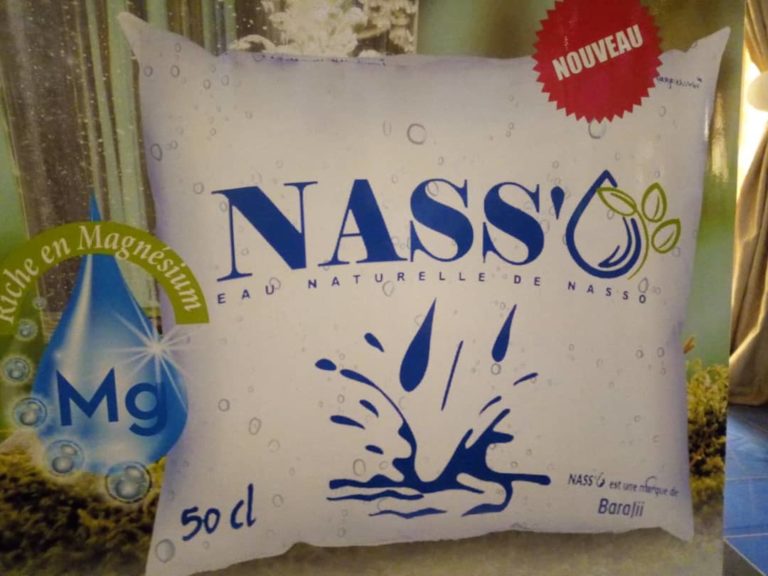 NOUVEAU
NASS'O
EAU NATURELLE DE NASSO
Riche en Magnésium
Mg
50 cl
NASS'O est une marque de
Barajii